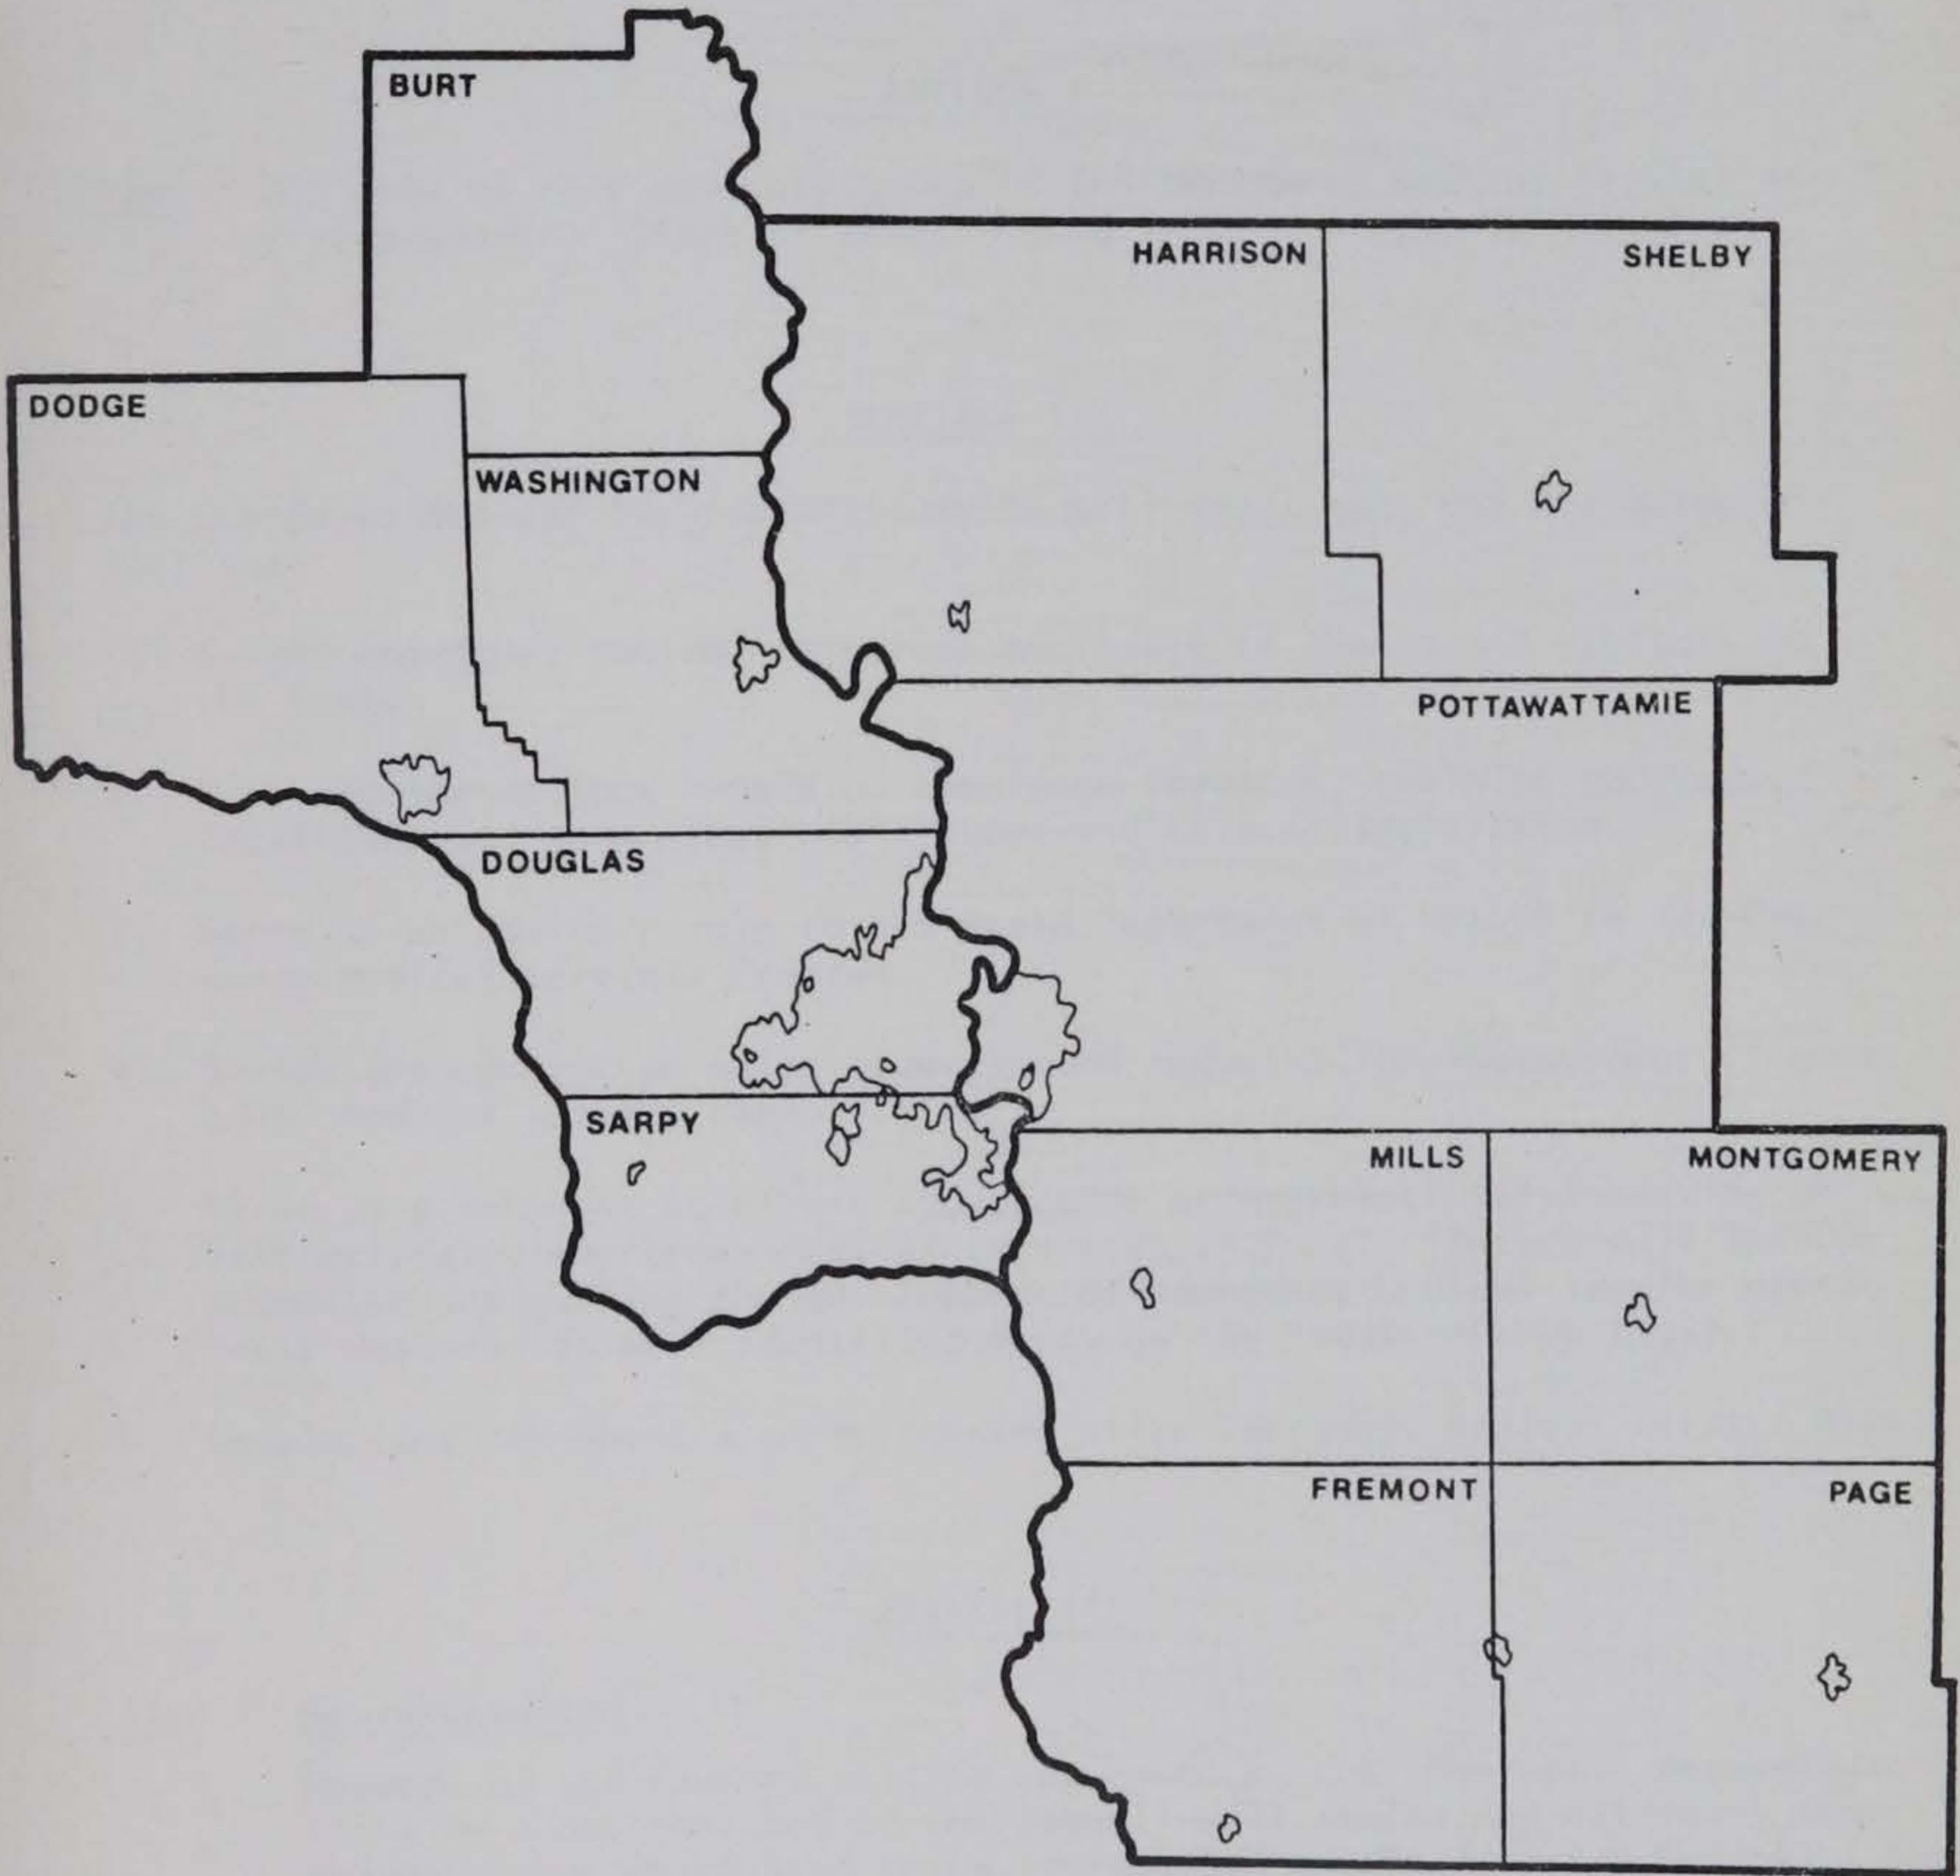 BURT
HARRISON
SHELBY
DODGE
WASHINGTON
POTTAWATTAMIE
DOUGLAS
SARPY
MILLS
MONTGOMERY
FREMONT
PAGE